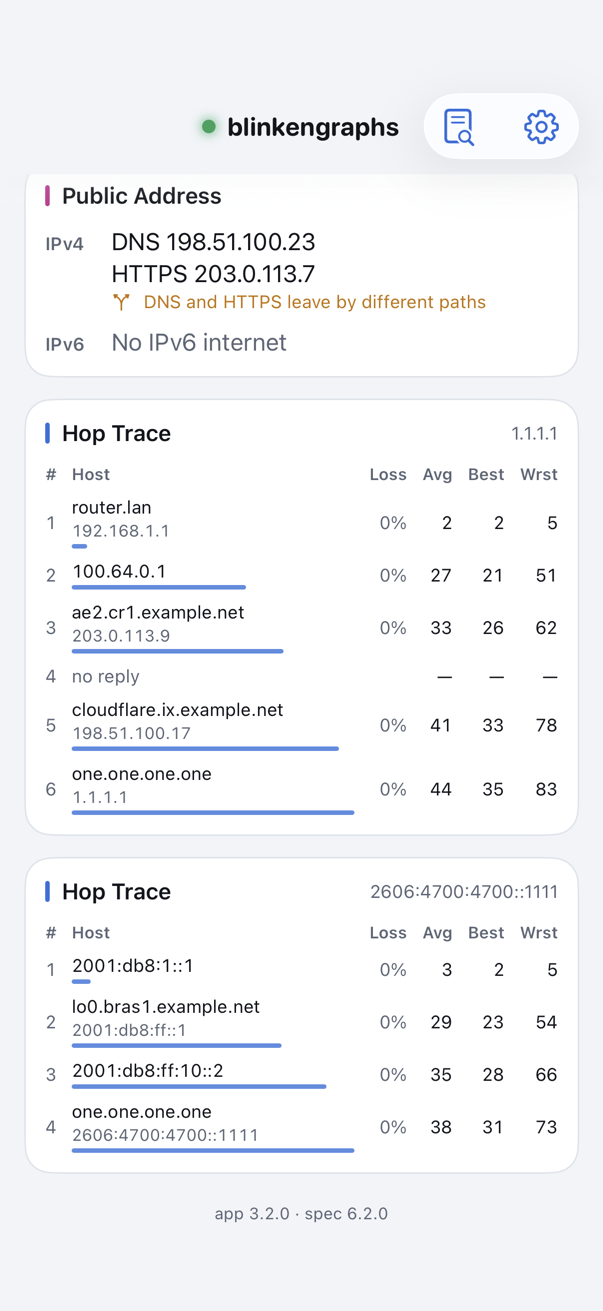 blinkengraphs
Public Address
IPv4 DNS 198.51.100.23
HTTPS 203.0.113.7
DNS and HTTPS leave by different paths
IPv6 No IPv6 internet
Hop Trace 1.1.1.1
# Host Loss Avg Best Wrst
router.lan
1 192.168.1.1 0% 2 2 5
2 100.64.0.1 0% 27 21 51
ae2.cr1.example.net
3 203.0.113.9 0% 33 26 62
4 no reply — — —
cloudflare.ix.example.net
5 198.51.100.17 0% 41 33 78
one.one.one.one
6 1.1.1.1 0% 44 35 83
Hop Trace 2606:4700:4700::1111
# Host Loss Avg Best Wrst
1 2001:db8:1::1 0% 3 2 5
lo0.bras1.example.net
2 2001:db8:ff::1 0% 29 23 54
3 2001:db8:ff:10::2 0% 35 28 66
one.one.one.one
4 2606:4700:4700::1111 0% 38 31 73
app 3.2.0 · spec 6.2.0